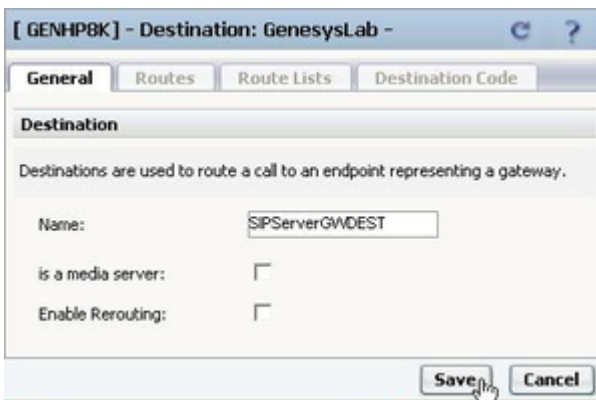 [ GENHP8K] - Destination: GenesysLab -
General Routes Route Lists Destination Code
Destination
Destinations are used to route a call to an endpoint representing a gateway.
Name: SIPServerGWDEST
is a media server:
Enable Rerouting:
Save Cancel